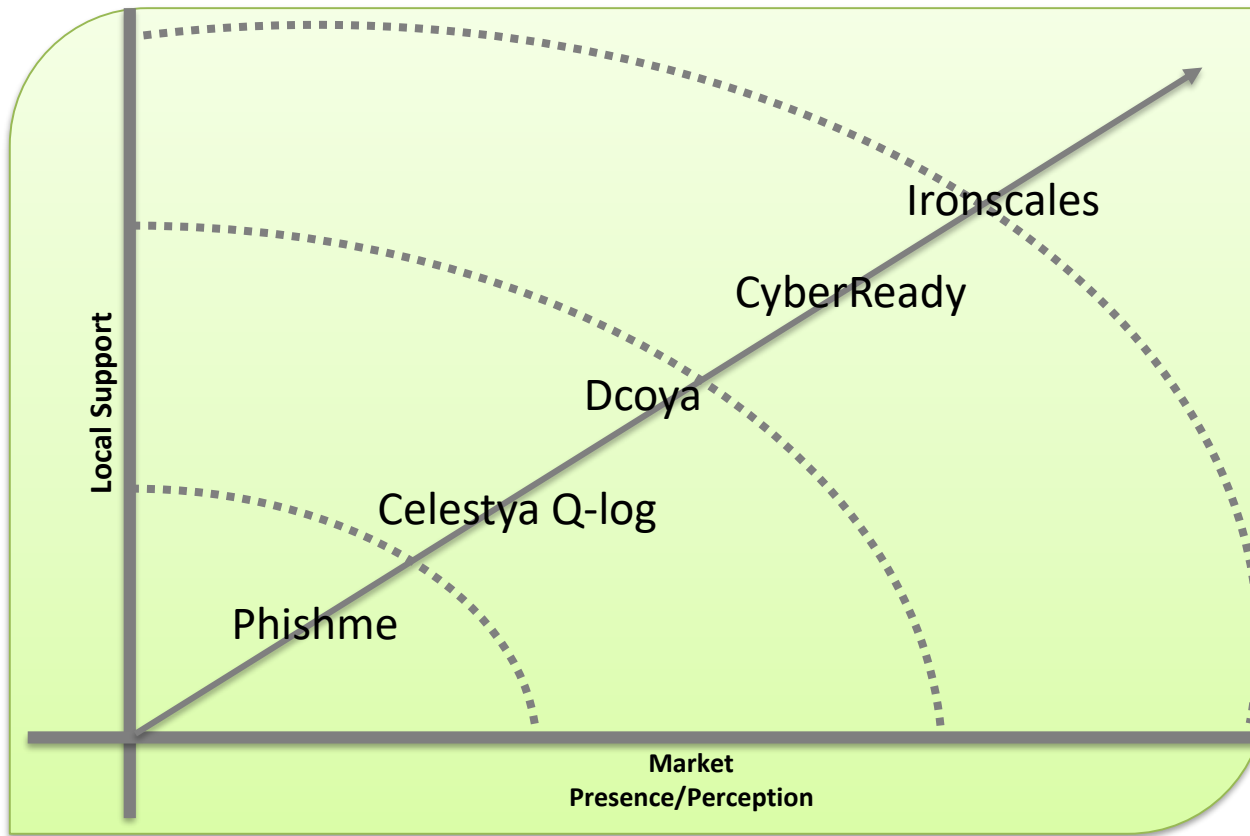 Ironscales
CyberReady
Dcoya
Celestya Q-log
Phishme
Local Support
Market
Presence/Perception